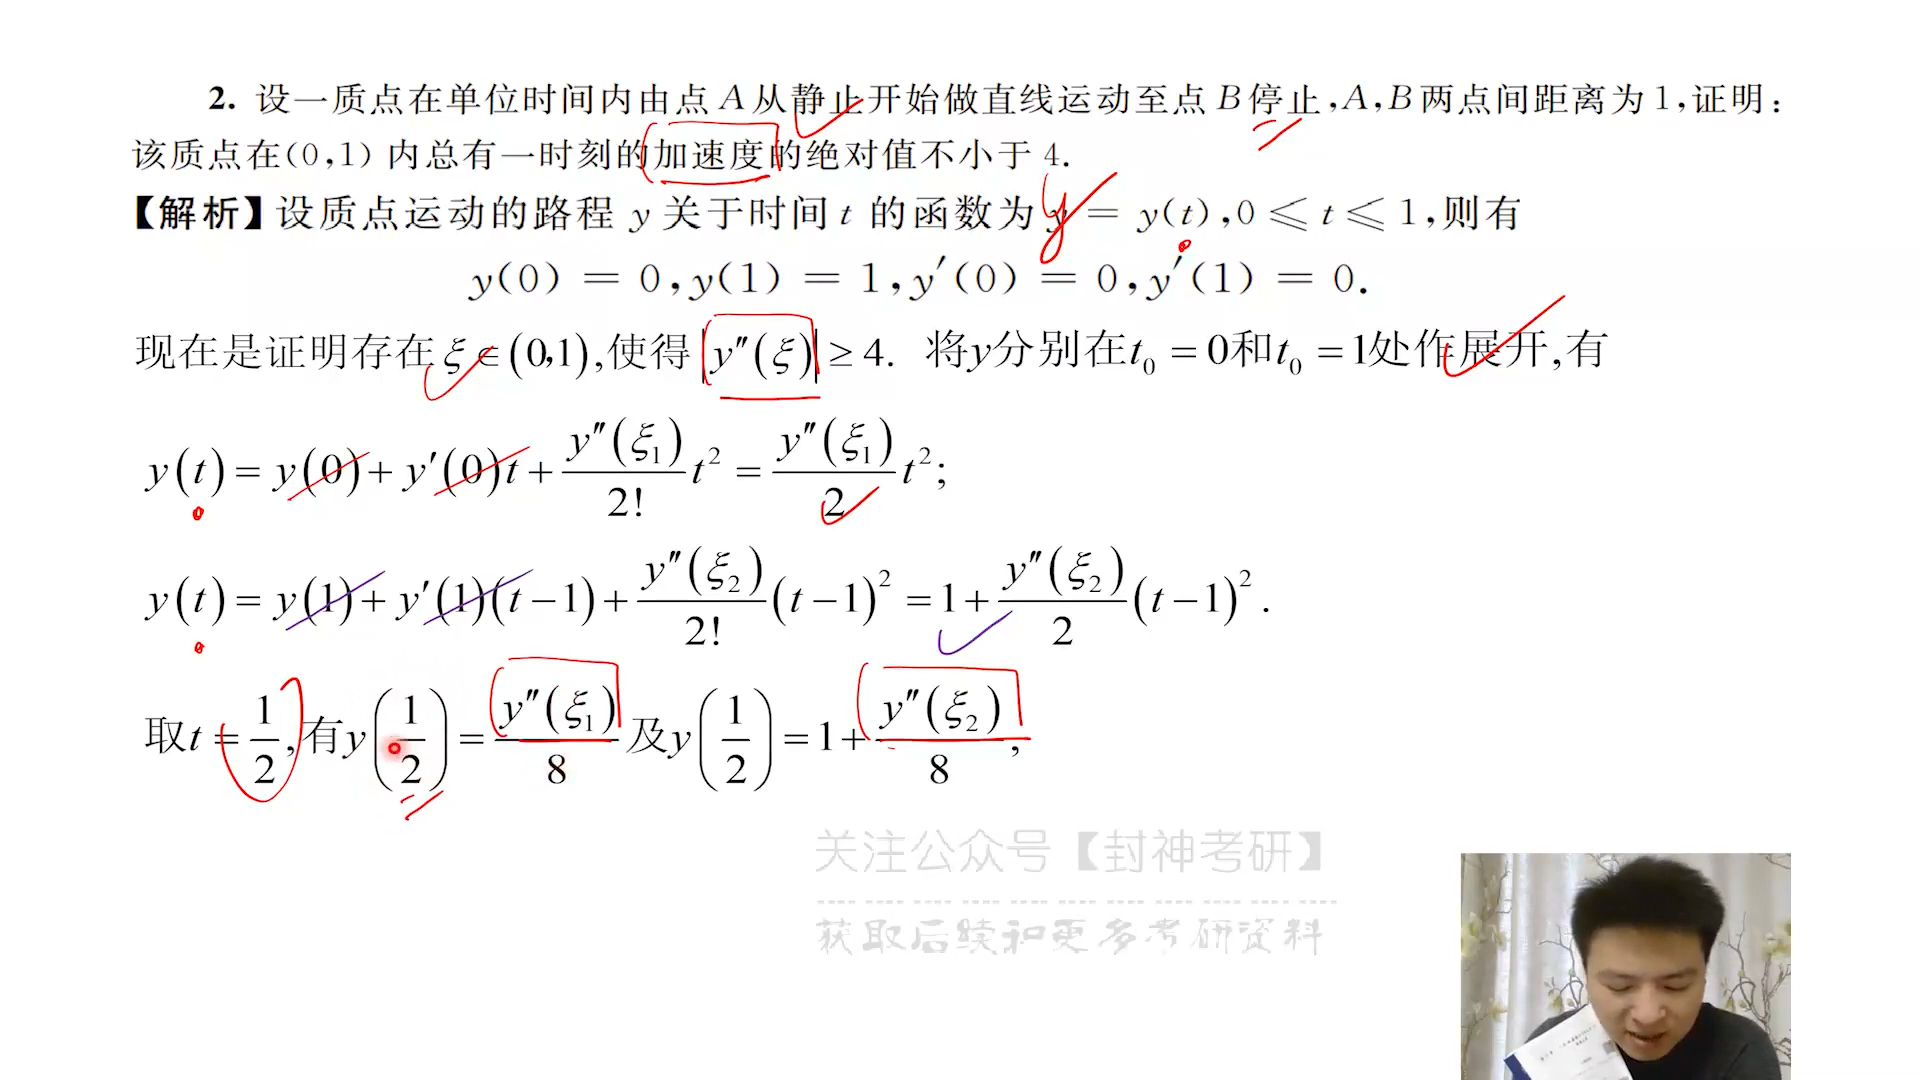 2. 设一质点在单位时间内由点 A 从静止开始做直线运动至点 B 停止,A,B 两点间距离为 1,证明:
该质点在(0,1) 内总有一时刻的加速度的绝对值不小于 4.
【解析】设质点运动的路程 y 关于时间 t 的函数为 y = y(t),0 ⩽ t ⩽ 1,则有
y(0) = 0,y(1) = 1,y′(0) = 0,y′(1) = 0.
现在是证明存在 ξ ∈ (0,1),使得 |y″(ξ)| ≥ 4. 将y分别在t₀ = 0和t₀ = 1处作展开,有
y(t) = y(0) + y′(0)t + y″(ξ₁)/2! t² = y″(ξ₁)/2 t²;
y(t) = y(1) + y′(1)(t − 1) + y″(ξ₂)/2! (t − 1)² = 1 + y″(ξ₂)/2 (t − 1)².
取t = 1/2, 有y(1/2) = y″(ξ₁)/8 及y(1/2) = 1 + y″(ξ₂)/8,
关注公众号【封神考研】
获取后续和更多考研资料